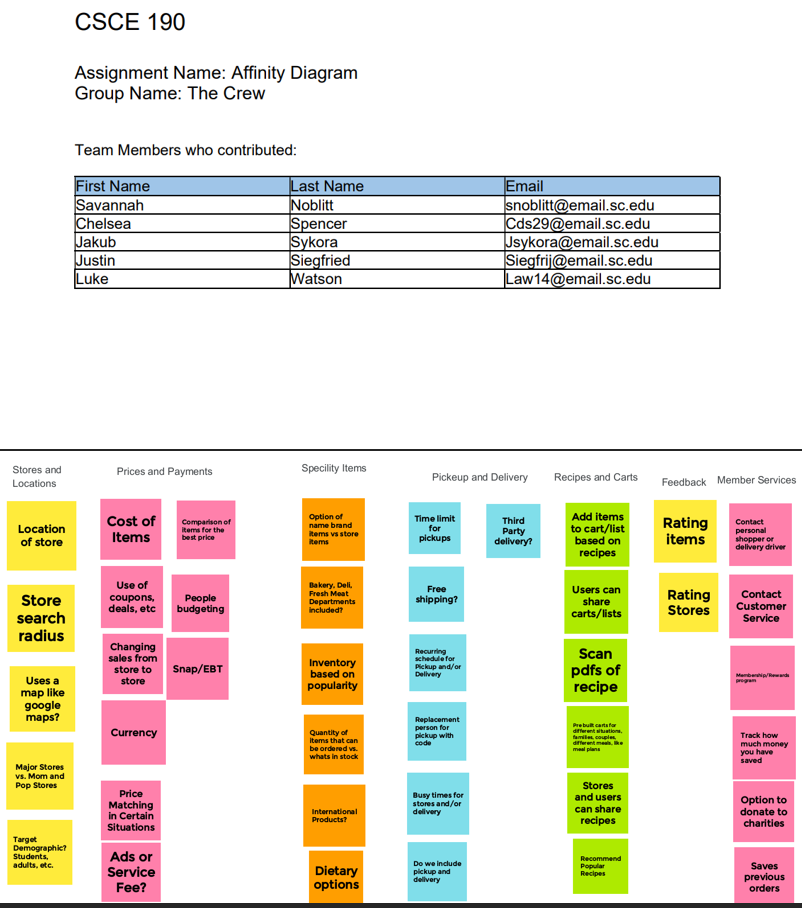 CSCE 190
Assignment Name: Affinity Diagram
Group Name: The Crew
Team Members who contributed:
First Name Last Name Email
Savannah Noblitt snoblitt@email.sc.edu
Chelsea Spencer Cds29@email.sc.edu
Jakub Sykora Jsykora@email.sc.edu
Justin Siegfried Siegfrij@email.sc.edu
Luke Watson Law14@email.sc.edu
Stores and
Locations
Location
of store
Store
search
radius
Uses a
map like
google
maps?
Major Stores
vs. Mom and
Pop Stores
Target
Demographic?
Students,
adults, etc.
Prices and Payments
Cost of
Items
Comparison of
items for the
best price
Use of
coupons,
deals, etc
People
budgeting
Changing
sales from
store to
store
Snap/EBT
Currency
Price
Matching
in Certain
Situations
Ads or
Service
Fee?
Specility Items
Option of
name brand
items vs store
items
Bakery, Deli,
Fresh Meat
Departments
included?
Inventory
based on
popularity
Quantity of
items that can
be ordered vs.
whats in stock
International
Products?
Dietary
options
Pickeup and Delivery
Time limit
for
pickups
Third
Party
delivery?
Free
shipping?
Recurring
schedule for
Pickup and/or
Delivery
Replacement
person for
pickup with
code
Busy times for
stores and/or
delivery
Do we include
pickup and
delivery
Recipes and Carts
Add items
to cart/list
based on
recipes
Users can
share
carts/lists
Scan
pdfs of
recipe
Pre built carts for
different situations,
families, couples,
different meals, like
meal plans
Stores
and users
can share
recipes
Recommend
Popular
Recipes
Feedback
Rating
items
Rating
Stores
Member Services
Contact
personal
shopper or
delivery driver
Contact
Customer
Service
Membership/Rewards
program
Track how
much money
you have
saved
Option to
donate to
charities
Saves
previous
orders